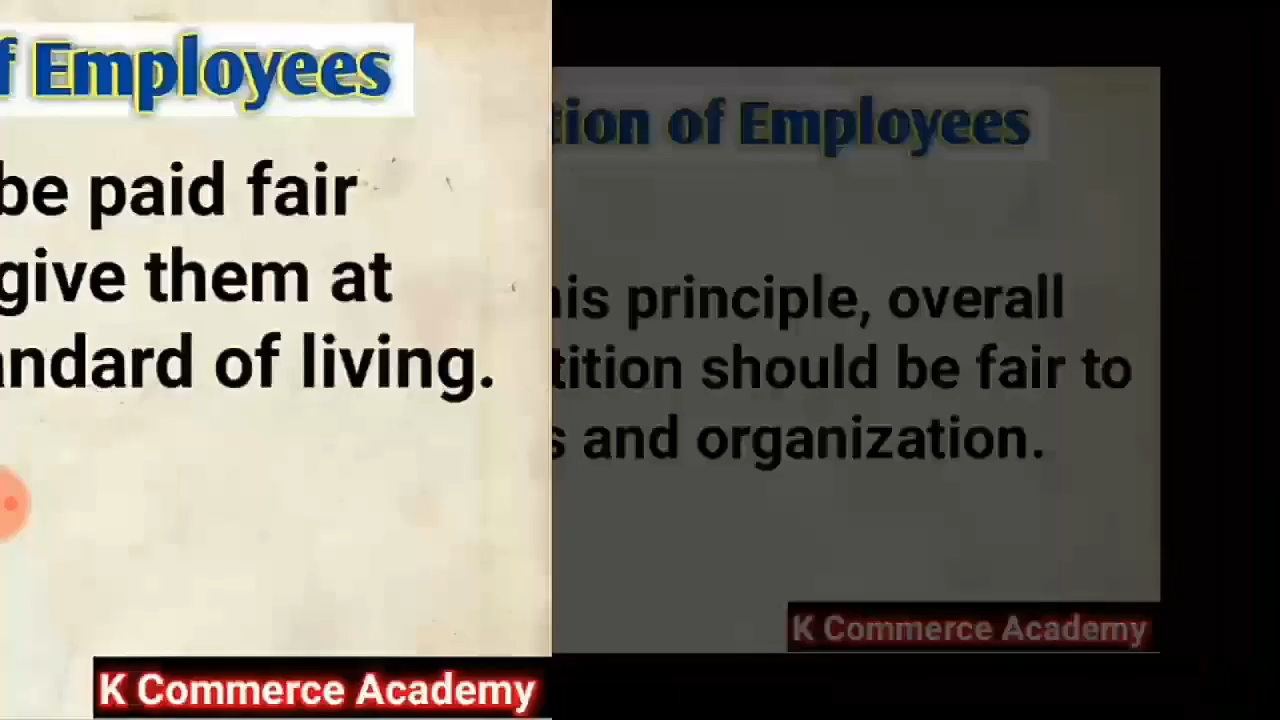 f Employees
be paid fair
give them at
andard of living.
K Commerce Academy
tion of Employees
his principle, overall
tition should be fair to
s and organization.
K Commerce Academy